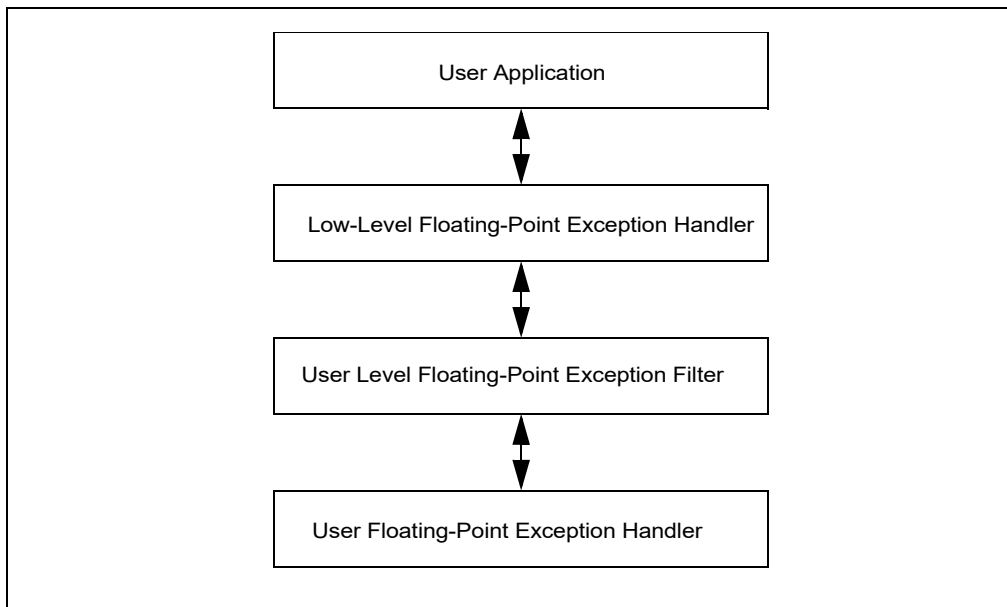 User Application
Low-Level Floating-Point Exception Handler
User Level Floating-Point Exception Filter
User Floating-Point Exception Handler